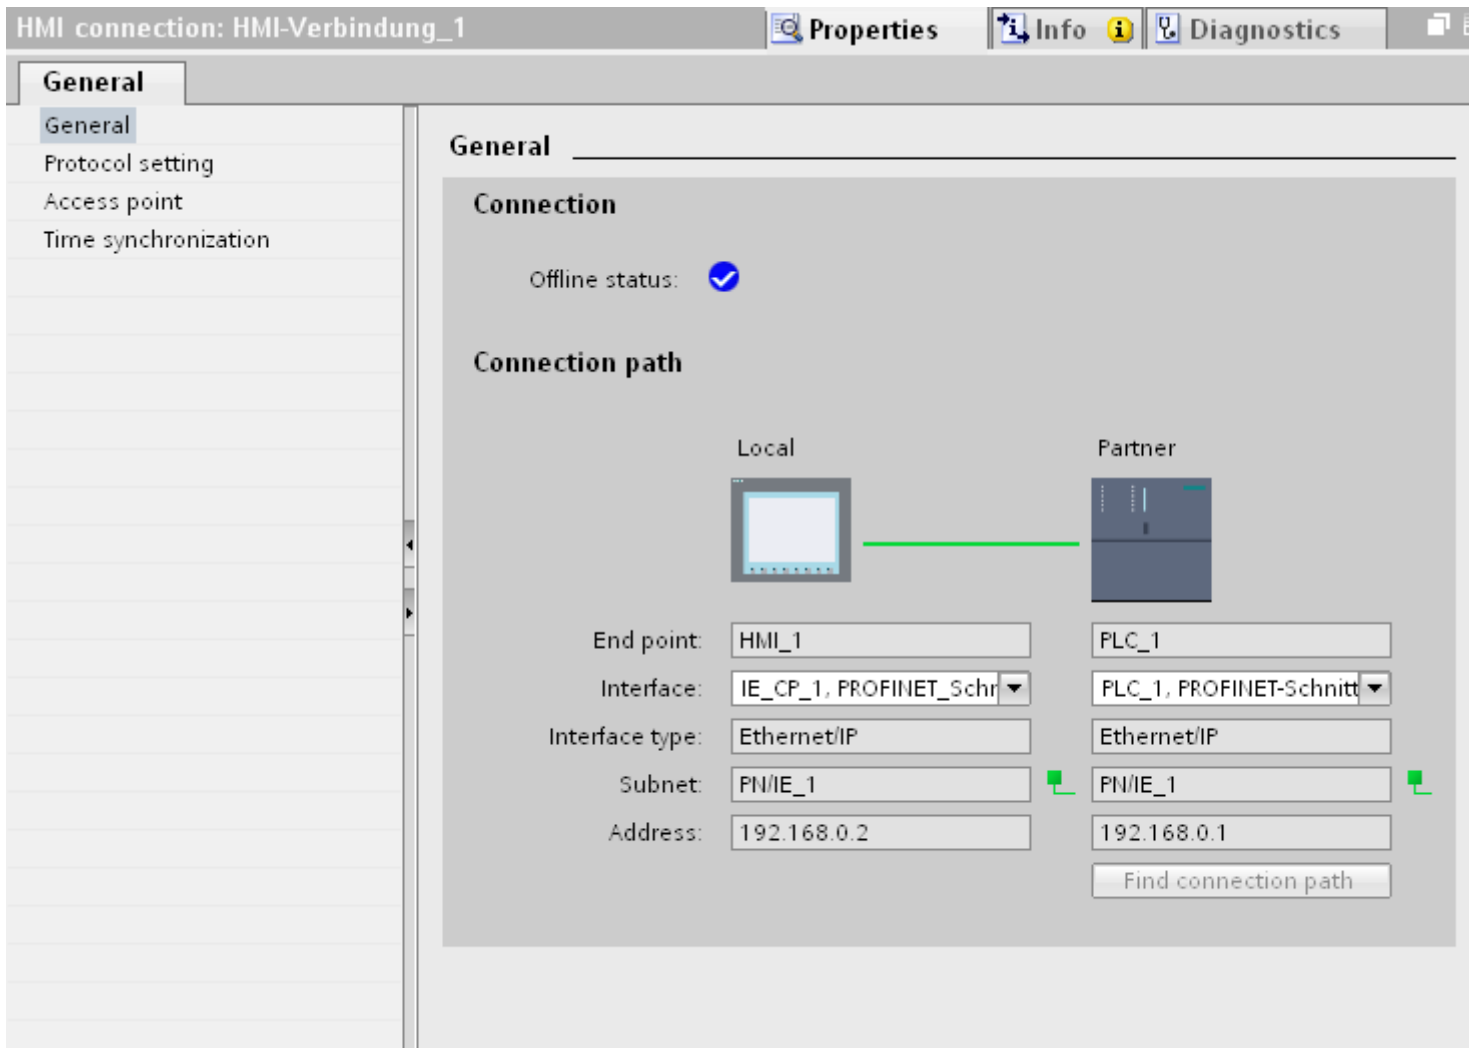 HMI connection: HMI-Verbindung_1
Properties
Info
Diagnostics
General
General
Protocol setting
Access point
Time synchronization
General
Connection
Offline status:
Connection path
Local Partner
End point: HMI_1 PLC_1
Interface: IE_CP_1, PROFINET_Schr PLC_1, PROFINET-Schnitt
Interface type: Ethernet/IP Ethernet/IP
Subnet: PN/IE_1 PN/IE_1
Address: 192.168.0.2 192.168.0.1
Find connection path